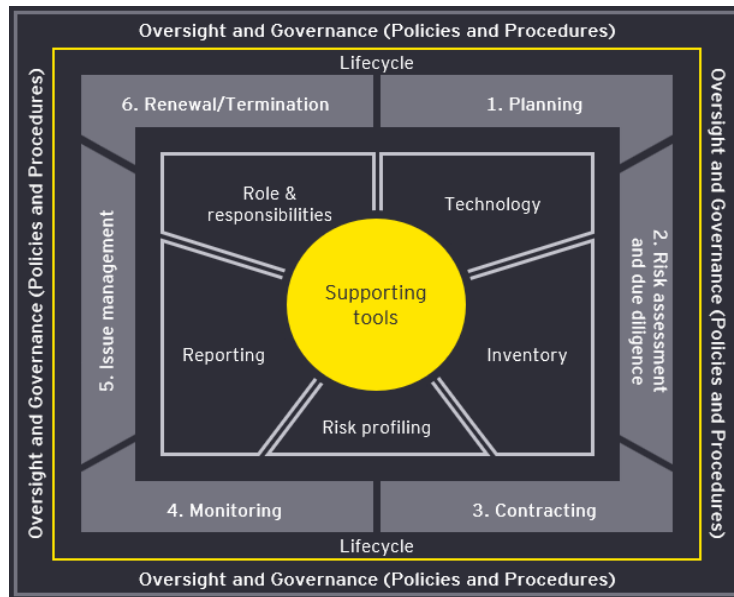 Oversight and Governance (Policies and Procedures)
Lifecycle
6. Renewal/Termination
1. Planning
Oversight and Governance (Policies and Procedures)
5. Issue management
Role &
responsibilities
Technology
Supporting
tools
Reporting
Inventory
Risk profiling
2. Risk assessment
and due diligence
Oversight and Governance (Policies and Procedures)
4. Monitoring
3. Contracting
Lifecycle
Oversight and Governance (Policies and Procedures)